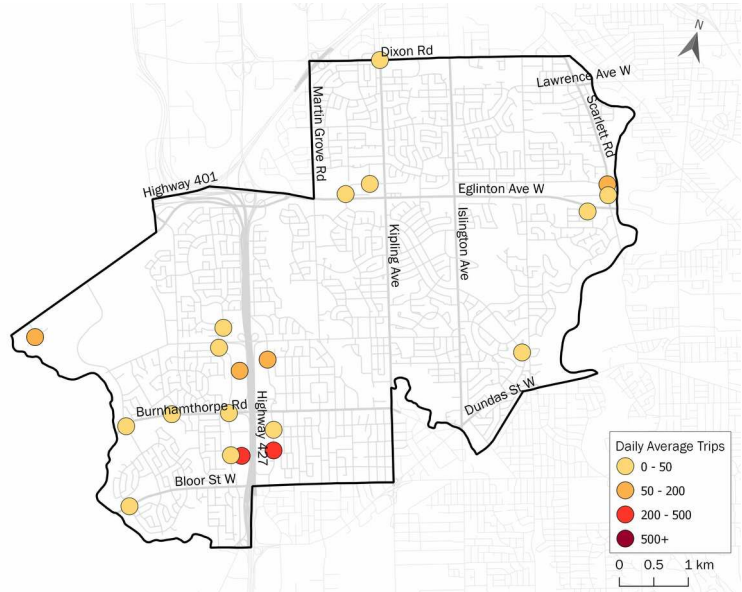 N
Dixon Rd
Lawrence Ave W
Martin Grove Rd
Scarlett Rd
Highway 401
Eglinton Ave W
Kipling Ave
Islington Ave
Dundas St W
Burnhamthorpe Rd
Highway 427
Bloor St W
Daily Average Trips
0 - 50
50 - 200
200 - 500
500+
0 0.5 1 km